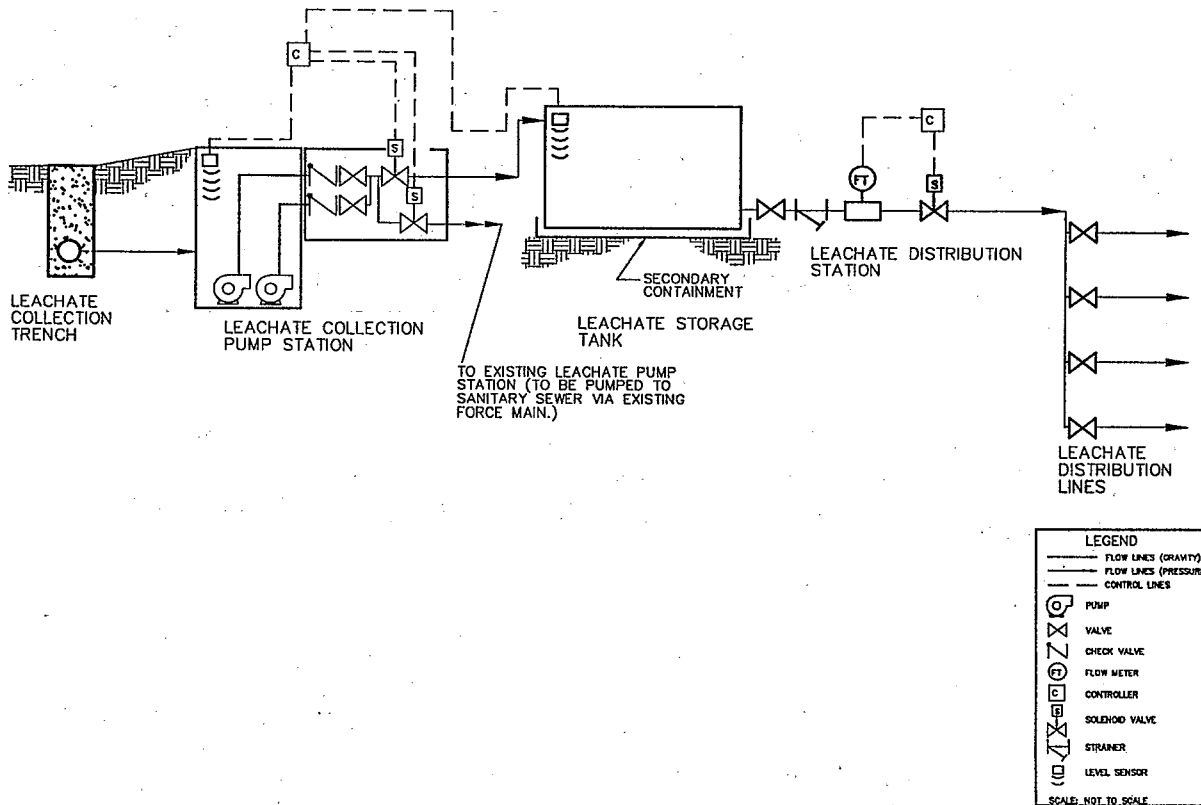 C
S
S
C
FT
S
LEACHATE
COLLECTION
TRENCH
LEACHATE COLLECTION
PUMP STATION
SECONDARY
CONTAINMENT
LEACHATE STORAGE
TANK
LEACHATE DISTRIBUTION
STATION
TO EXISTING LEACHATE PUMP
STATION (TO BE PUMPED TO
SANITARY SEWER VIA EXISTING
FORCE MAIN.)
LEACHATE
DISTRIBUTION
LINES
LEGEND
FLOW LINES (GRAVITY)
FLOW LINES (PRESSURE
CONTROL LINES
PUMP
VALVE
CHECK VALVE
FT FLOW METER
C CONTROLLER
S SOLENOID VALVE
STRAINER
LEVEL SENSOR
SCALE: NOT TO SCALE